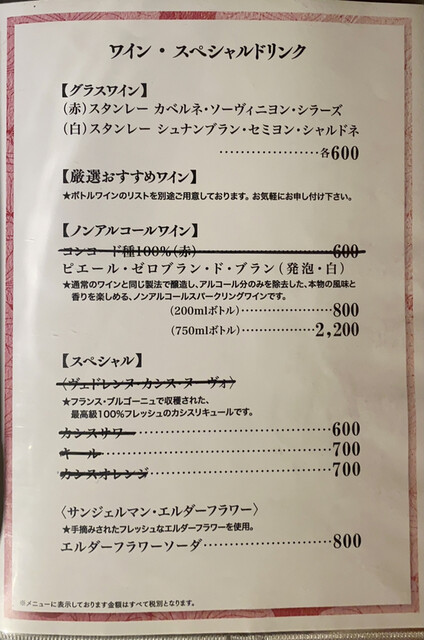 ワイン・スペシャルドリンク
【グラスワイン】
(赤)スタンレー カベルネ・ソーヴィニヨン・シラーズ
(白)スタンレー シュナンブラン・セミヨン・シャルドネ
…………………各600
【厳選おすすめワイン】
★ボトルワインのリストを別途ご用意しております。お気軽にお申し付け下さい。
【ノンアルコールワイン】
コンコード種100%(赤) 600
ピエール・ゼロブラン・ド・ブラン(発泡・白)
★通常のワインと同じ製法で醸造し、アルコール分のみを除去した、本物の風味と
香りを楽しめる、ノンアルコールスパークリングワインです。
(200mlボトル)……………800
(750mlボトル)…………2,200
【スペシャル】
〈ヴェドレンヌ・カシス・ヌーヴォ〉
★フランス・ブルゴーニュで収穫された、
最高級100%フレッシュのカシスリキュールです。
カシスサワー…………………………600
キール…………………………………700
カシスオレンジ………………………700
〈サンジェルマン・エルダーフラワー〉
★手摘みされたフレッシュなエルダーフラワーを使用。
エルダーフラワーソーダ………………800
※メニューに表示しております金額はすべて税別となります。